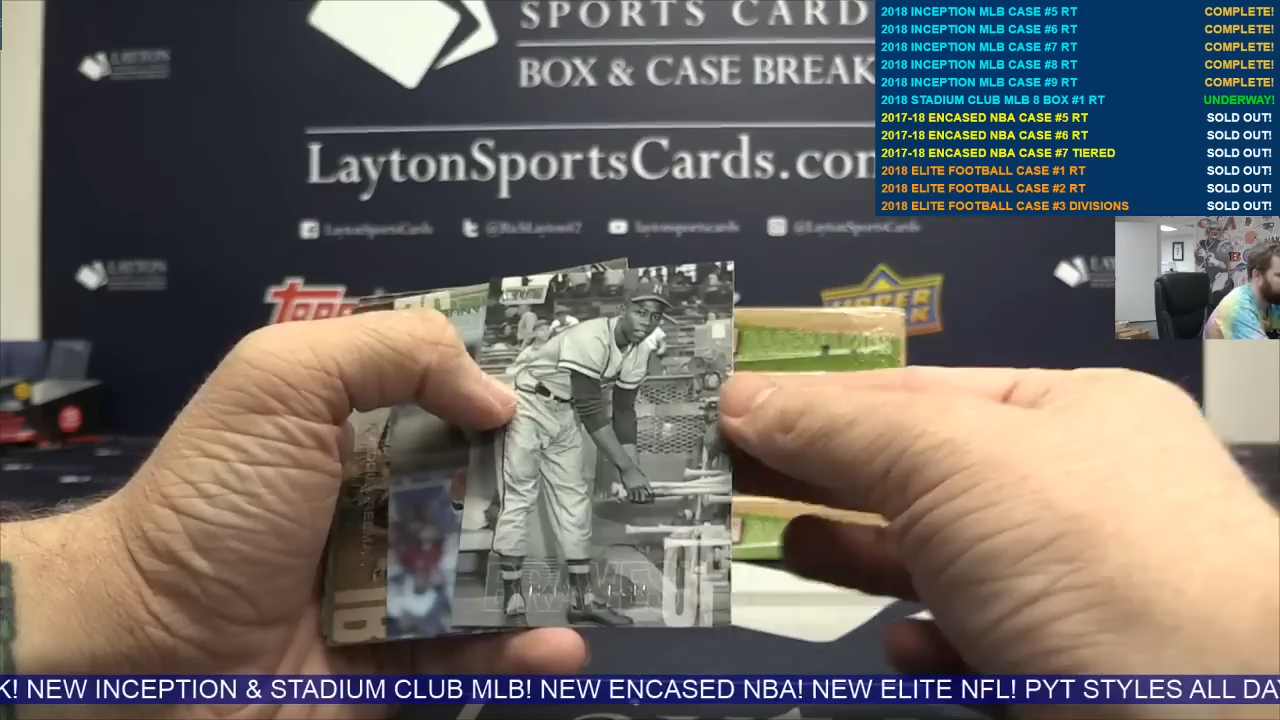 SPORTS CARD
BOX & CASE BREAK
LaytonSportsCards.com
LaytonSportsCards
@RichLayton47
laytonsportscards
@LaytonSportsCards
LAYTON
LAYTON
TOPPS
UPPER
2018 INCEPTION MLB CASE #5 RT COMPLETE!
2018 INCEPTION MLB CASE #6 RT COMPLETE!
2018 INCEPTION MLB CASE #7 RT COMPLETE!
2018 INCEPTION MLB CASE #8 RT COMPLETE!
2018 INCEPTION MLB CASE #9 RT COMPLETE!
2018 STADIUM CLUB MLB 8 BOX #1 RT UNDERWAY!
2017-18 ENCASED NBA CASE #5 RT SOLD OUT!
2017-18 ENCASED NBA CASE #6 RT SOLD OUT!
2017-18 ENCASED NBA CASE #7 TIERED SOLD OUT!
2018 ELITE FOOTBALL CASE #1 RT SOLD OUT!
2018 ELITE FOOTBALL CASE #2 RT SOLD OUT!
2018 ELITE FOOTBALL CASE #3 DIVISIONS SOLD OUT!
K! NEW INCEPTION & STADIUM CLUB MLB! NEW ENCASED NBA! NEW ELITE NFL! PYT STYLES ALL DAY